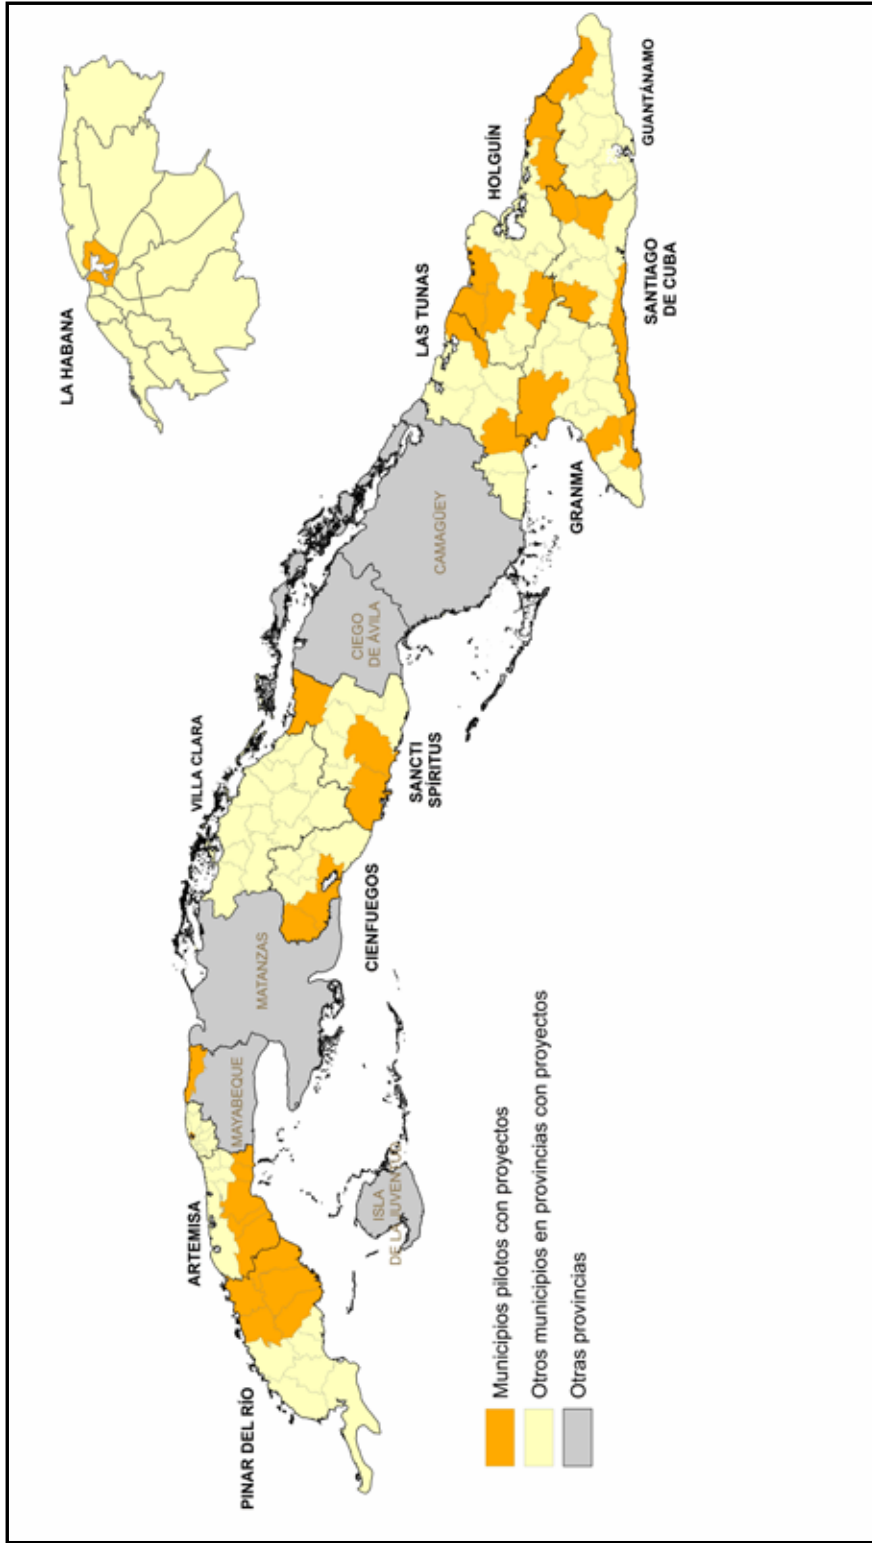 LA HABANA
HOLGUÍN
GUANTÁNAMO
LAS TUNAS
SANTIAGO
DE CUBA
GRANMA
CAMAGÜEY
CIEGO
DE ÁVILA
VILLA CLARA
SANCTI
SPÍRITUS
CIENFUEGOS
MATANZAS
MAYABEQUE
ISLA
DE LA JUVENTUD
ARTEMISA
PINAR DEL RÍO
Municipios pilotos con proyectos
Otros municipios en provincias con proyectos
Otras provincias